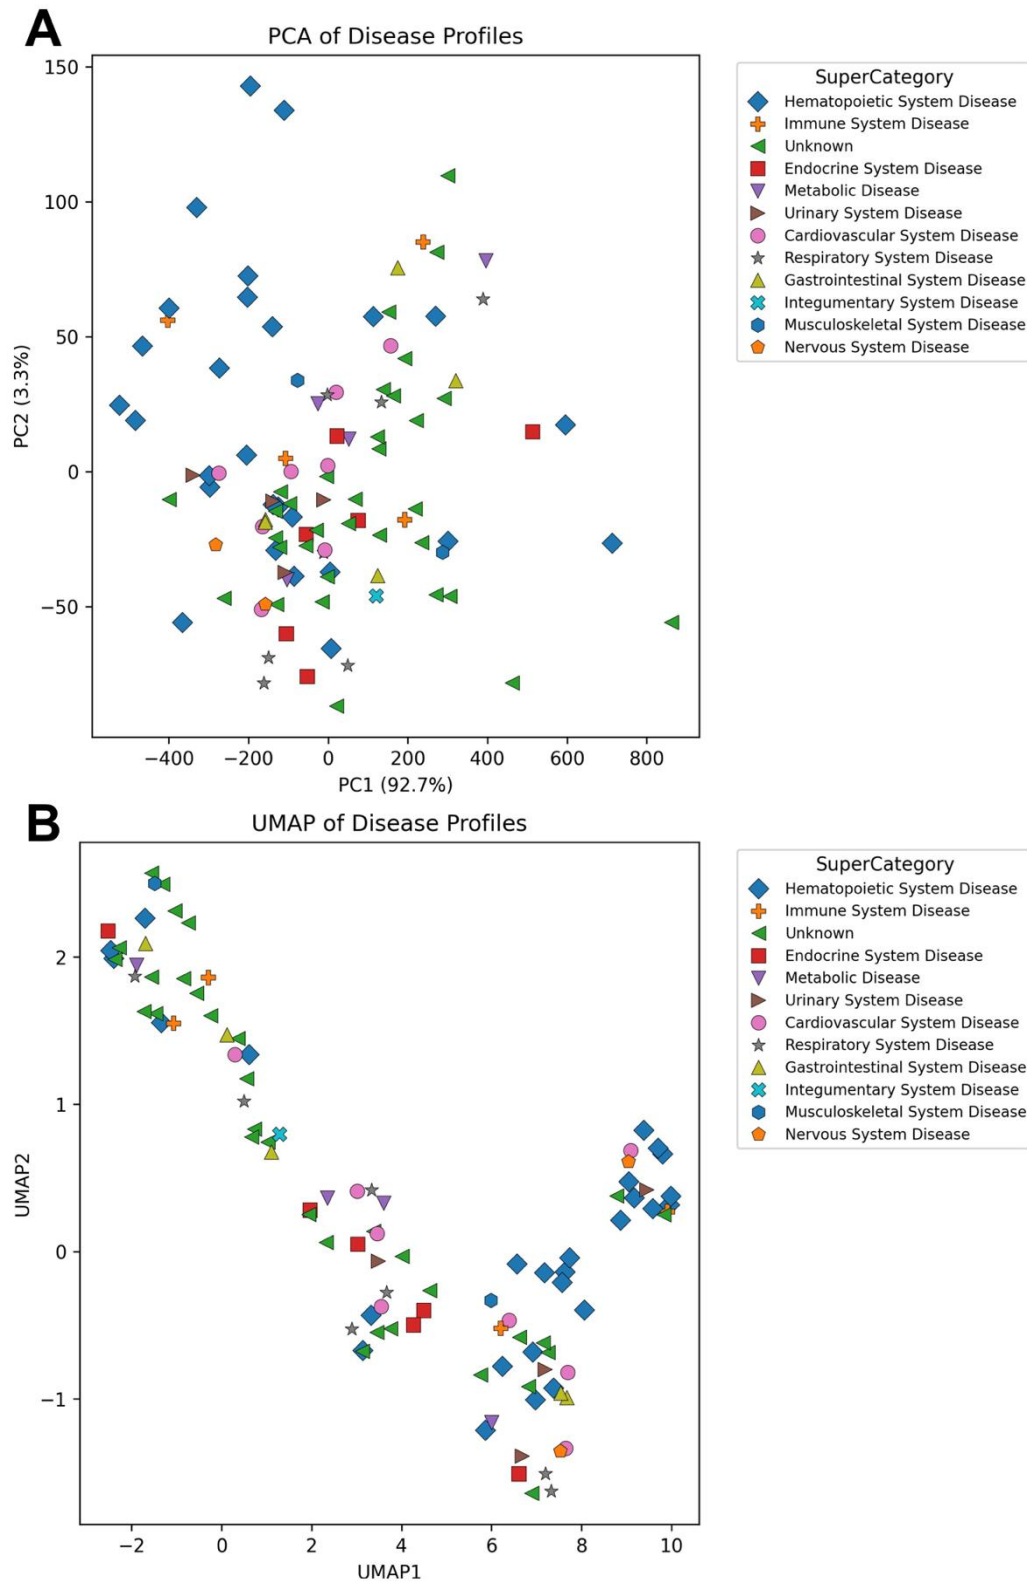 A
PCA of Disease Profiles
150
100
50
0
−50
PC2 (3.3%)
−400 −200 0 200 400 600 800
PC1 (92.7%)
SuperCategory
Hematopoietic System Disease
Immune System Disease
Unknown
Endocrine System Disease
Metabolic Disease
Urinary System Disease
Cardiovascular System Disease
Respiratory System Disease
Gastrointestinal System Disease
Integumentary System Disease
Musculoskeletal System Disease
Nervous System Disease
B
UMAP of Disease Profiles
2
1
0
−1
UMAP2
−2 0 2 4 6 8 10
UMAP1
SuperCategory
Hematopoietic System Disease
Immune System Disease
Unknown
Endocrine System Disease
Metabolic Disease
Urinary System Disease
Cardiovascular System Disease
Respiratory System Disease
Gastrointestinal System Disease
Integumentary System Disease
Musculoskeletal System Disease
Nervous System Disease